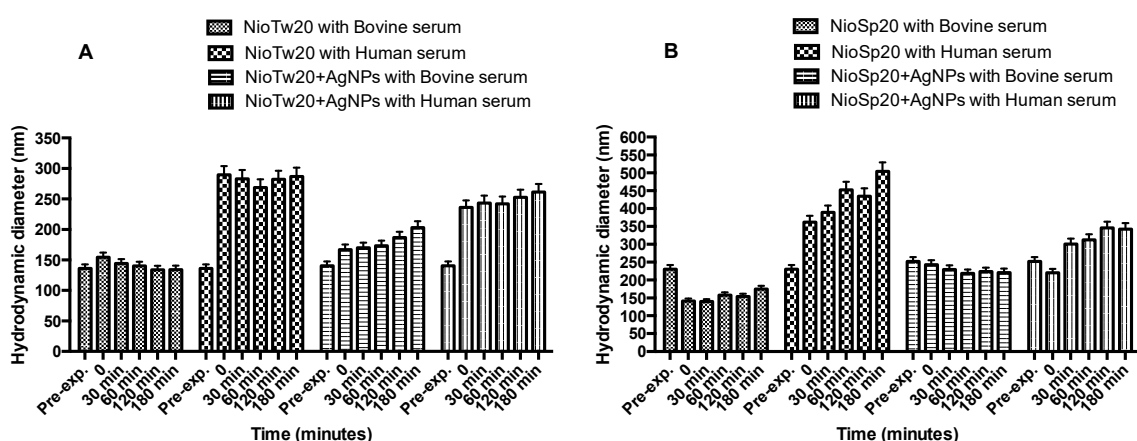 A
NioTw20 with Bovine serum
NioTw20 with Human serum
NioTw20+AgNPs with Bovine serum
NioTw20+AgNPs with Human serum
Hydrodynamic diameter (nm)
350
300
250
200
150
100
50
0
Pre-exp. 0 30 min 60 min 120 min 180 min Pre-exp. 0 30 min 60 min 120 min 180 min Pre-exp. 0 30 min 60 min 120 min 180 min Pre-exp. 0 30 min 60 min 120 min 180 min
Time (minutes)
B
NioSp20 with Bovine serum
NioSp20 with Human serum
NioSp20+AgNPs with Bovine serum
NioSp20+AgNPs with Human serum
Hydrodynamic diameter (nm)
600
550
500
450
400
350
300
250
200
150
100
50
0
Pre-exp. 0 30 min 60 min 120 min 180 min Pre-exp. 0 30 min 60 min 120 min 180 min Pre-exp. 0 30 min 60 min 120 min 180 min Pre-exp. 0 30 min 60 min 120 min 180 min
Time (minutes)